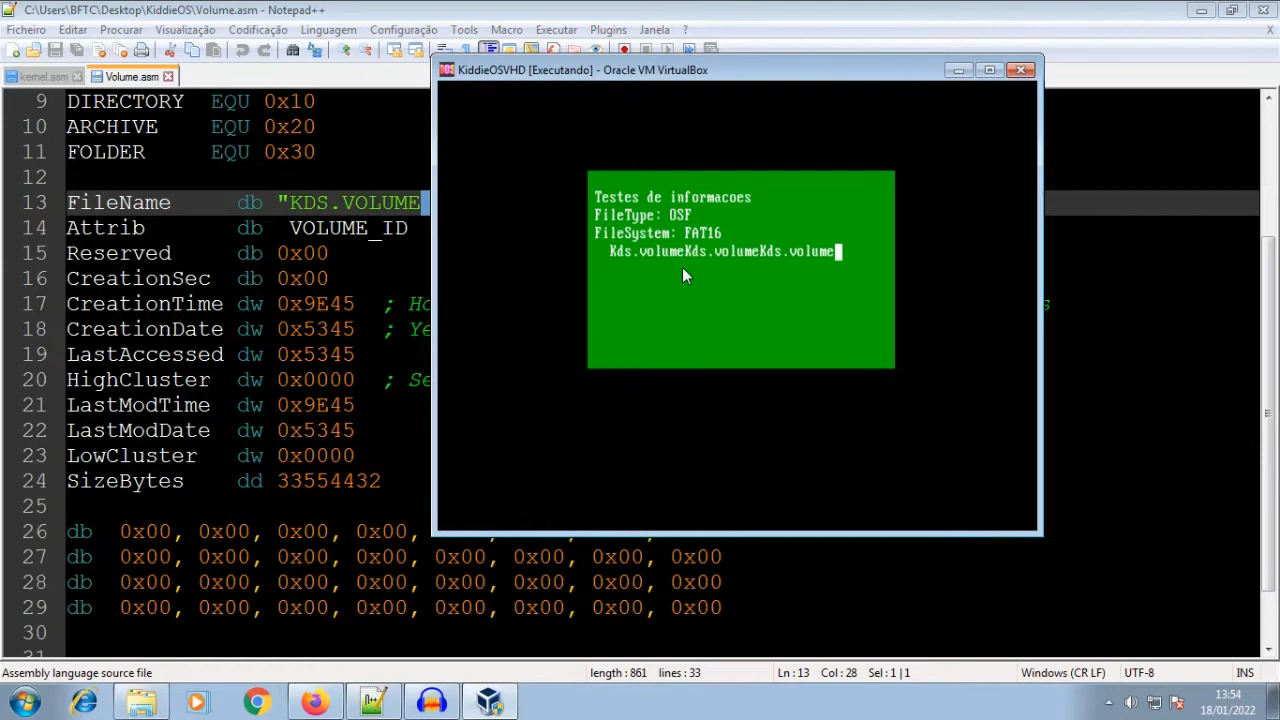 C:\Users\BFTC\Desktop\KiddieOS\Volume.asm - Notepad++
Ficheiro Editar Procurar Visualização Codificação Linguagem Configuração Tools Macro Executar Plugins Janela X
kernel.asm Volume.asm
9 DIRECTORY EQU 0x10
10 ARCHIVE EQU 0x20
11 FOLDER EQU 0x30
12
13 FileName db "KDS.VOLUME
14 Attrib db VOLUME_ID
15 Reserved db 0x00
16 CreationSec db 0x00
17 CreationTime dw 0x9E45 ; Ho
18 CreationDate dw 0x5345 ; Ye
19 LastAccessed dw 0x5345
20 HighCluster dw 0x0000 ; Se
21 LastModTime dw 0x9E45
22 LastModDate dw 0x5345
23 LowCluster dw 0x0000
24 SizeBytes dd 33554432
25
26 db 0x00, 0x00, 0x00, 0x00,
27 db 0x00, 0x00, 0x00, 0x00, 0x00, 0x00, 0x00, 0x00
28 db 0x00, 0x00, 0x00, 0x00, 0x00, 0x00, 0x00, 0x00
29 db 0x00, 0x00, 0x00, 0x00, 0x00, 0x00, 0x00, 0x00
30
KiddieOSVHD [Executando] - Oracle VM VirtualBox
Testes de informacoes
FileType: OSF
FileSystem: FAT16
Kds.volumeKds.volumeKds.volume
Assembly language source file length : 861 lines : 33 Ln : 13 Col : 28 Sel : 1 | 1 Windows (CR LF) UTF-8 INS
13:54
18/01/2022